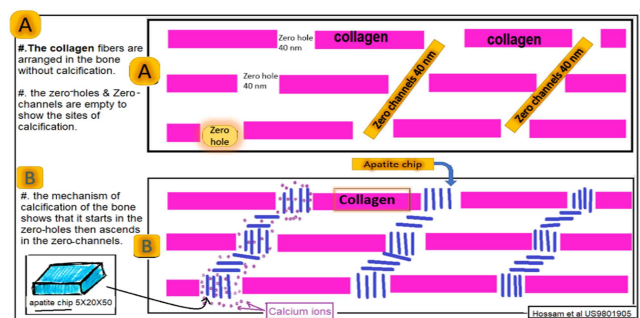 A
#.The collagen fibers are
arranged in the bone
without calcification.
#. the zero-holes & Zero-
channels are empty to
show the sites of
calcification.
A
Zero hole
40 nm
collagen
collagen
Zero hole
40 nm
Zero channels 40 nm
Zero channels 40 nm
Zero
hole
Apatite chip
B
#. the mechanism of
calcification of the bone
shows that it starts in the
zero-holes then ascends
in the zero-channels.
B
Collagen
apatite chip 5X20X50
Calcium ions
Hossam et al US9801905